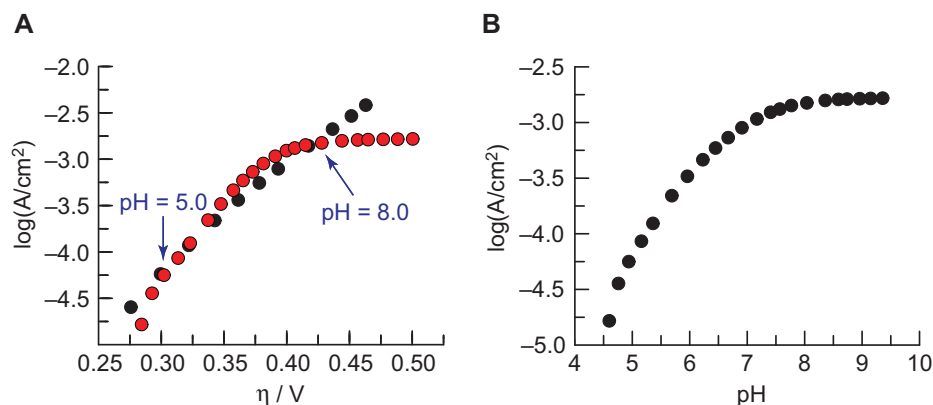 A
log(A/cm²)
–2.0
–2.5
–3.0
–3.5
–4.0
–4.5
pH = 5.0
pH = 8.0
0.25 0.30 0.35 0.40 0.45 0.50
η / V
B
log(A/cm²)
–2.5
–3.0
–3.5
–4.0
–4.5
–5.0
4 5 6 7 8 9 10
pH